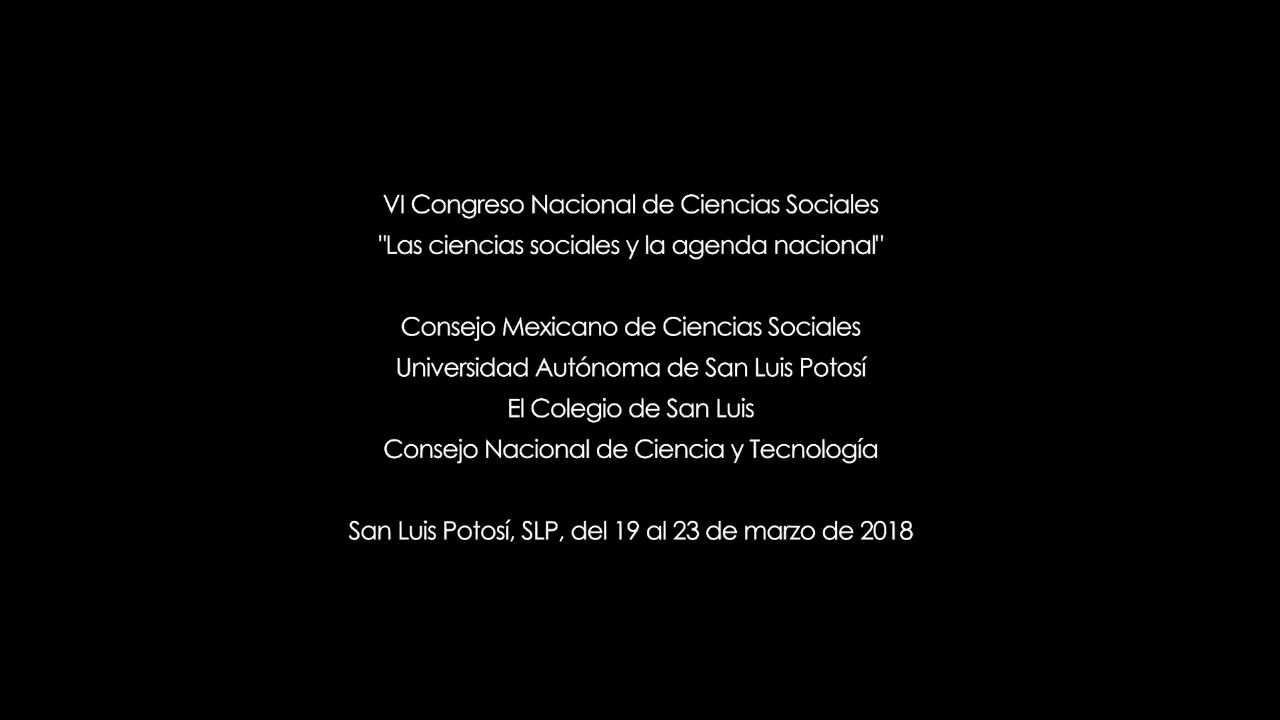 VI Congreso Nacional de Ciencias Sociales
"Las ciencias sociales y la agenda nacional"
Consejo Mexicano de Ciencias Sociales
Universidad Autónoma de San Luis Potosí
El Colegio de San Luis
Consejo Nacional de Ciencia y Tecnología
San Luis Potosí, SLP, del 19 al 23 de marzo de 2018